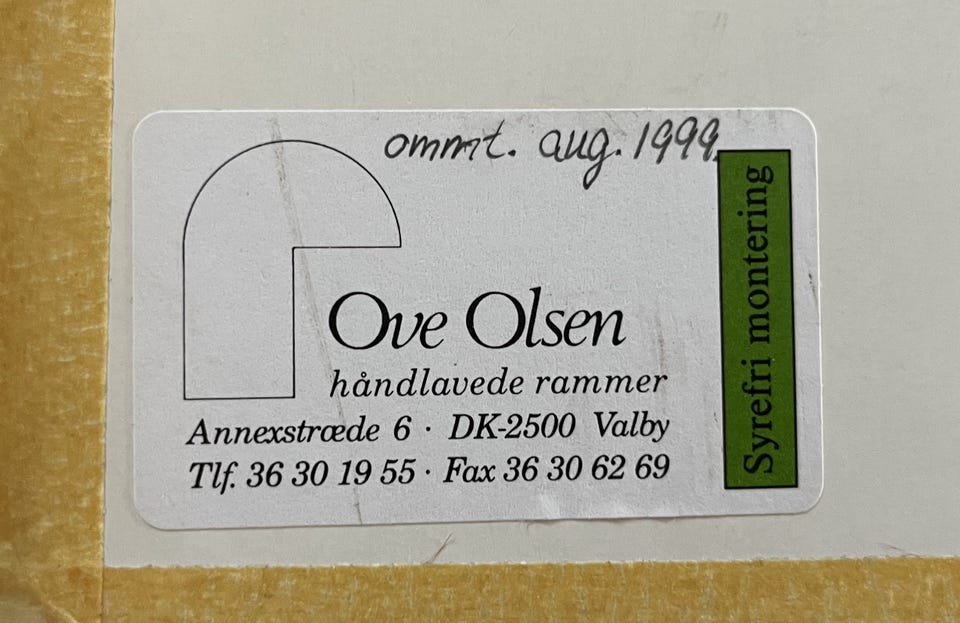 ommt. aug. 1999.
Ove Olsen
håndlavede rammer
Annexstræde 6 · DK-2500 Valby
Tlf. 36 30 19 55 · Fax 36 30 62 69
Syrefri montering